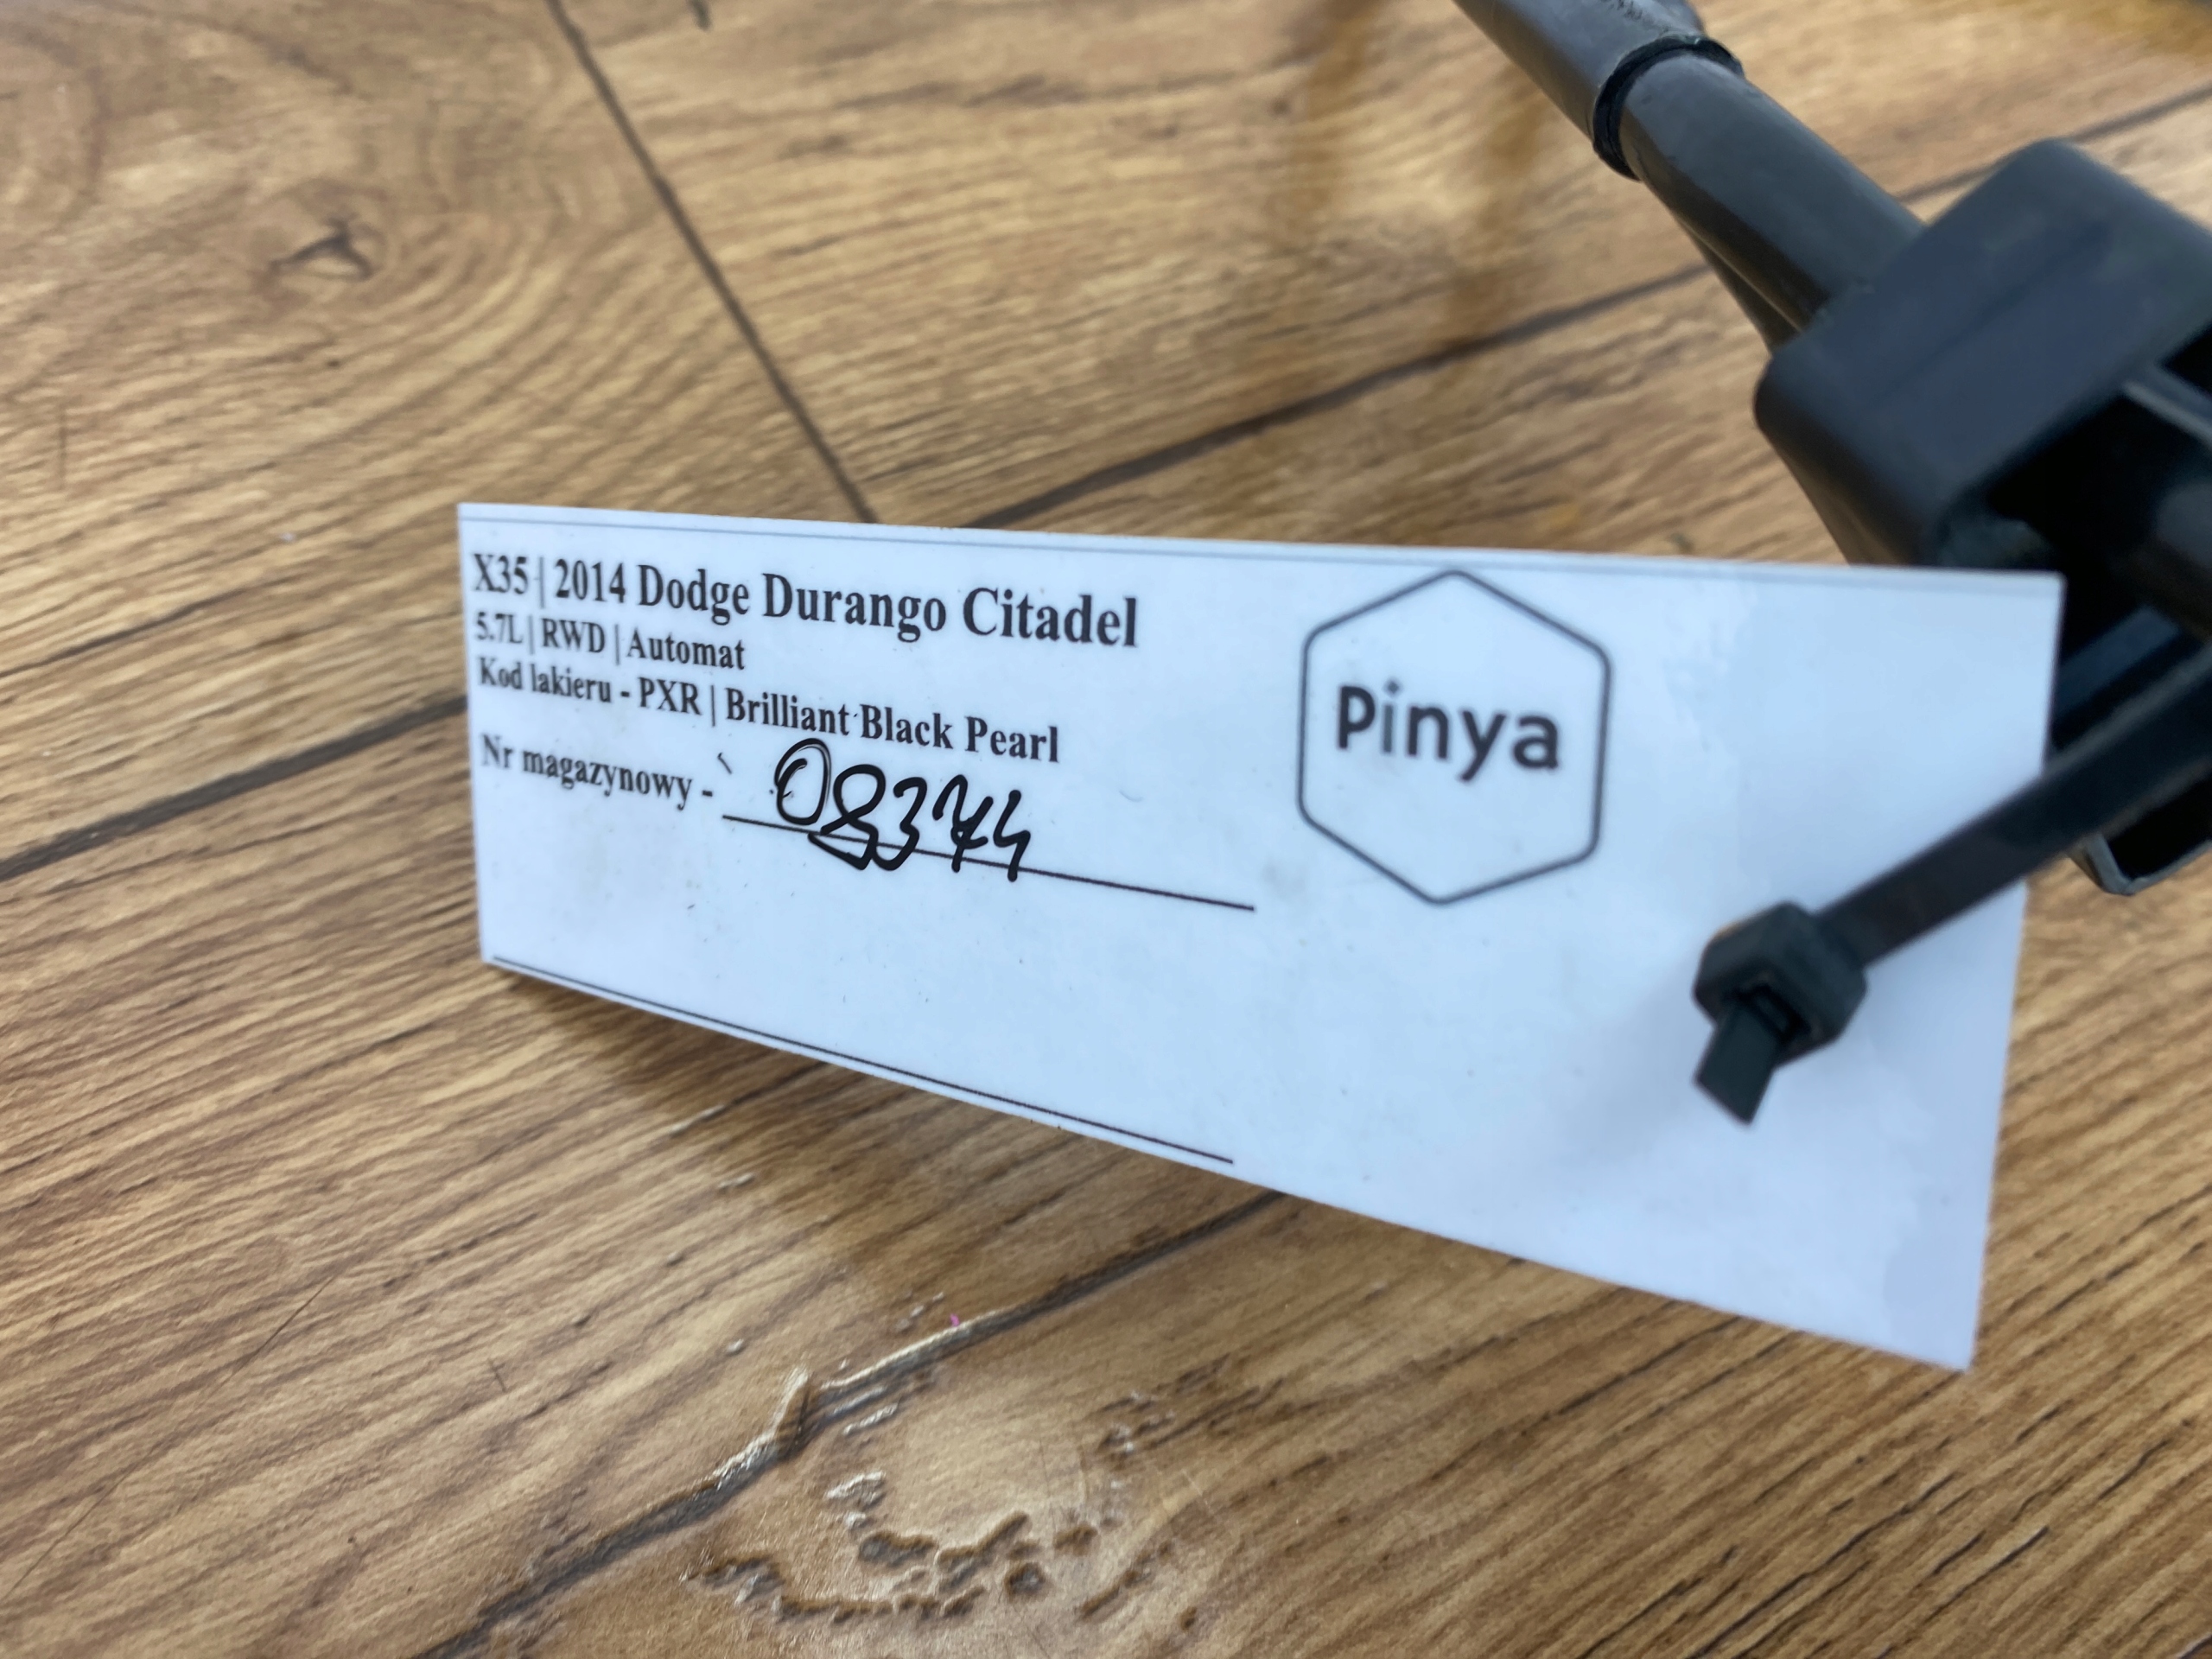 X35 | 2014 Dodge Durango Citadel
5.7L | RWD | Automat
Kod lakieru - PXR | Brilliant Black Pearl
Nr magazynowy - 08374
Pinya